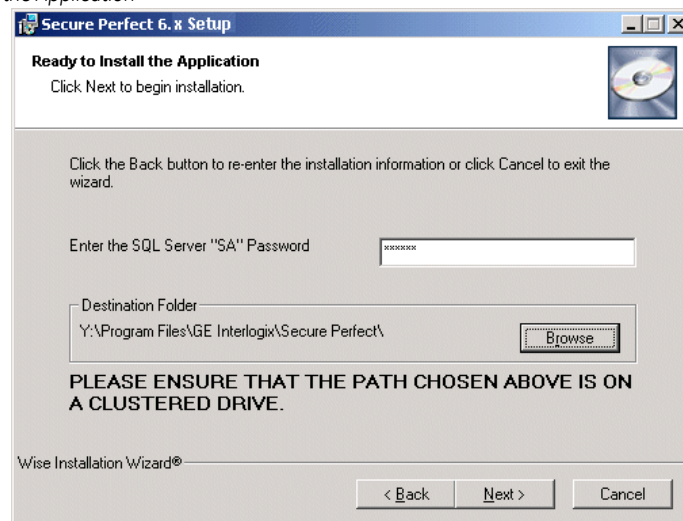 the Application
Secure Perfect 6.x Setup
Ready to Install the Application
Click Next to begin installation.
Click the Back button to re-enter the installation information or click Cancel to exit the
wizard.
Enter the SQL Server "SA" Password
××××××
Destination Folder
Y:\Program Files\GE Interlogix\Secure Perfect\
Browse
PLEASE ENSURE THAT THE PATH CHOSEN ABOVE IS ON
A CLUSTERED DRIVE.
Wise Installation Wizard®
< Back
Next >
Cancel